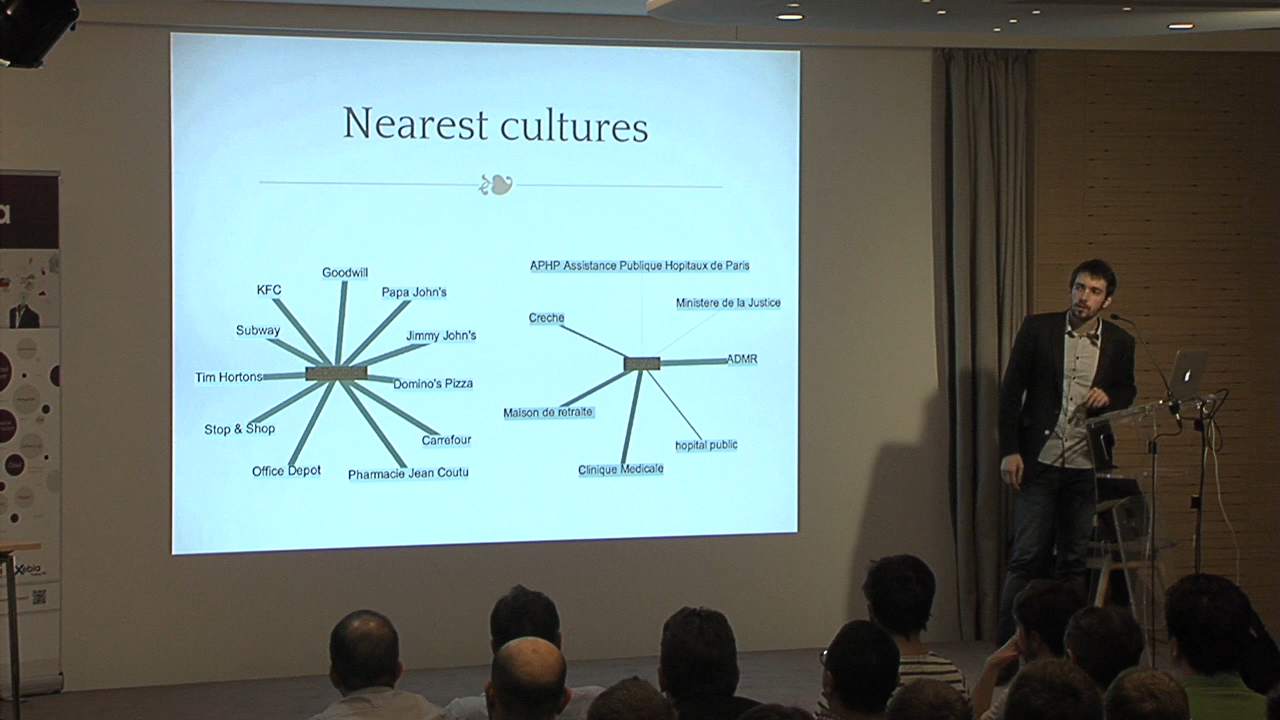 Nearest cultures
Goodwill
KFC
Papa John's
Subway
Jimmy John's
Tim Hortons
Domino's Pizza
Stop & Shop
Carrefour
Office Depot
Pharmacie Jean Coutu
APHP Assistance Publique Hopitaux de Paris
Ministere de la Justice
Creche
ADMR
Maison de retraite
hopital public
Clinique Medicale
Xebia